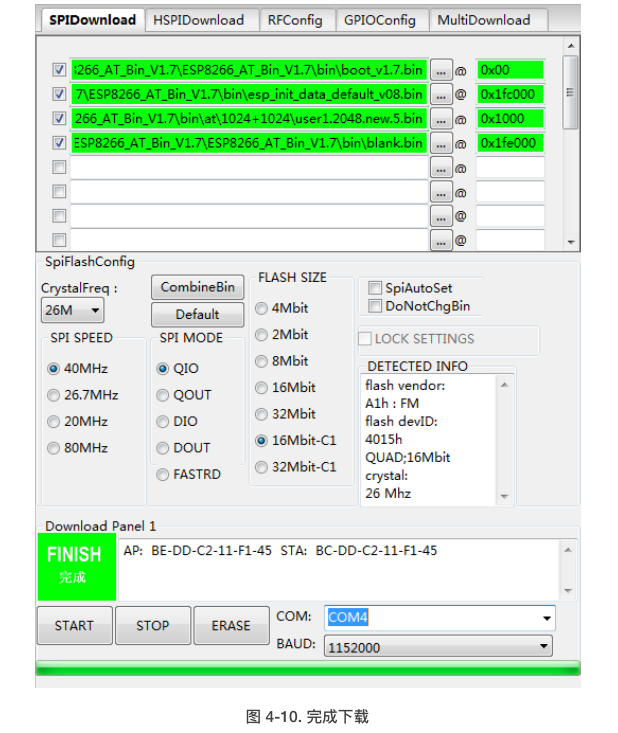 SPIDownload HSPIDownload RFConfig GPIOConfig MultiDownload
:266_AT_Bin_V1.7\ESP8266_AT_Bin_V1.7\bin\boot_v1.7.bin ... @ 0x00
7\ESP8266_AT_Bin_V1.7\bin\esp_init_data_default_v08.bin ... @ 0x1fc000
266_AT_Bin_V1.7\bin\at\1024+1024\user1.2048.new.5.bin ... @ 0x1000
ESP8266_AT_Bin_V1.7\ESP8266_AT_Bin_V1.7\bin\blank.bin ... @ 0x1fe000
... @
... @
... @
... @
SpiFlashConfig
CrystalFreq :
26M
CombineBin
Default
SPI SPEED
40MHz
26.7MHz
20MHz
80MHz
SPI MODE
QIO
QOUT
DIO
DOUT
FASTRD
FLASH SIZE
4Mbit
2Mbit
8Mbit
16Mbit
32Mbit
16Mbit-C1
32Mbit-C1
SpiAutoSet
DoNotChgBin
LOCK SETTINGS
DETECTED INFO
flash vendor:
A1h : FM
flash devID:
4015h
QUAD;16Mbit
crystal:
26 Mhz
Download Panel 1
FINISH
完成
AP: BE-DD-C2-11-F1-45 STA: BC-DD-C2-11-F1-45
START STOP ERASE
COM: COM4
BAUD: 1152000
图 4-10. 完成下载